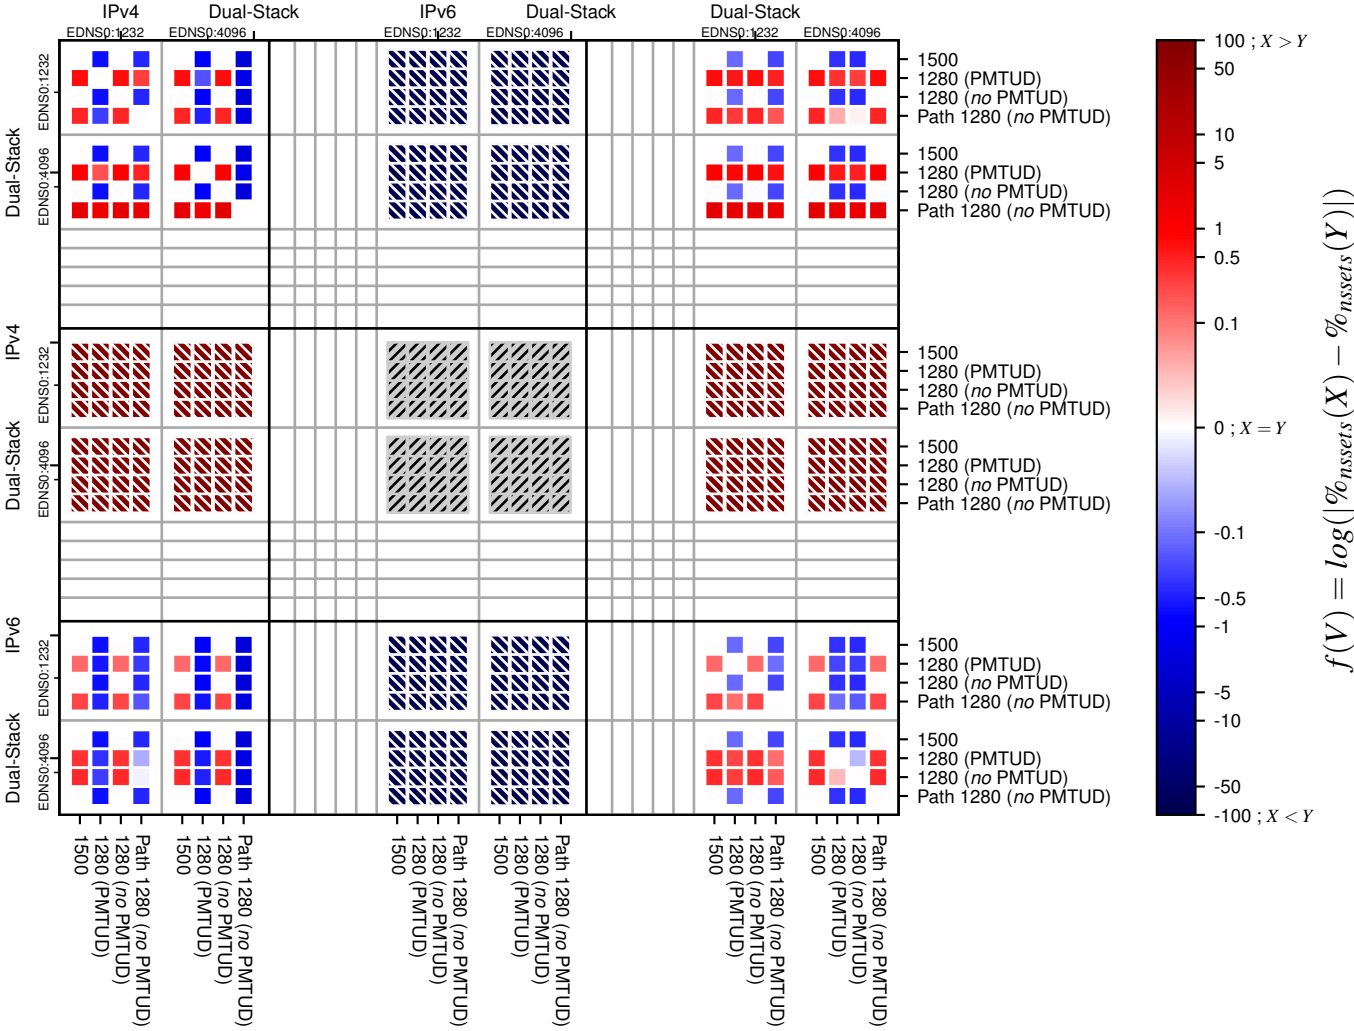 IPv4 Dual-Stack IPv6 Dual-Stack Dual-Stack
EDNS0:1232 EDNS0:4096 EDNS0:1232 EDNS0:4096 EDNS0:1232 EDNS0:4096
Dual-Stack
EDNS0:1232
1500
1280 (PMTUD)
1280 (no PMTUD)
Path 1280 (no PMTUD)
EDNS0:4096
1500
1280 (PMTUD)
1280 (no PMTUD)
Path 1280 (no PMTUD)
IPv4
Dual-Stack
EDNS0:1232
1500
1280 (PMTUD)
1280 (no PMTUD)
Path 1280 (no PMTUD)
EDNS0:4096
1500
1280 (PMTUD)
1280 (no PMTUD)
Path 1280 (no PMTUD)
IPv6
Dual-Stack
EDNS0:1232
1500
1280 (PMTUD)
1280 (no PMTUD)
Path 1280 (no PMTUD)
EDNS0:4096
1500
1280 (PMTUD)
1280 (no PMTUD)
Path 1280 (no PMTUD)
1500
1280 (PMTUD)
1280 (no PMTUD)
Path 1280 (no PMTUD)
1500
1280 (PMTUD)
1280 (no PMTUD)
Path 1280 (no PMTUD)
1500
1280 (PMTUD)
1280 (no PMTUD)
Path 1280 (no PMTUD)
1500
1280 (PMTUD)
1280 (no PMTUD)
Path 1280 (no PMTUD)
1500
1280 (PMTUD)
1280 (no PMTUD)
Path 1280 (no PMTUD)
1500
1280 (PMTUD)
1280 (no PMTUD)
Path 1280 (no PMTUD)
100 ; X > Y
50
10
5
1
0.5
0.1
0 ; X = Y
-0.1
-0.5
-1
-5
-10
-50
-100 ; X < Y
f(V) = log(|%nssets(X) − %nssets(Y)|)